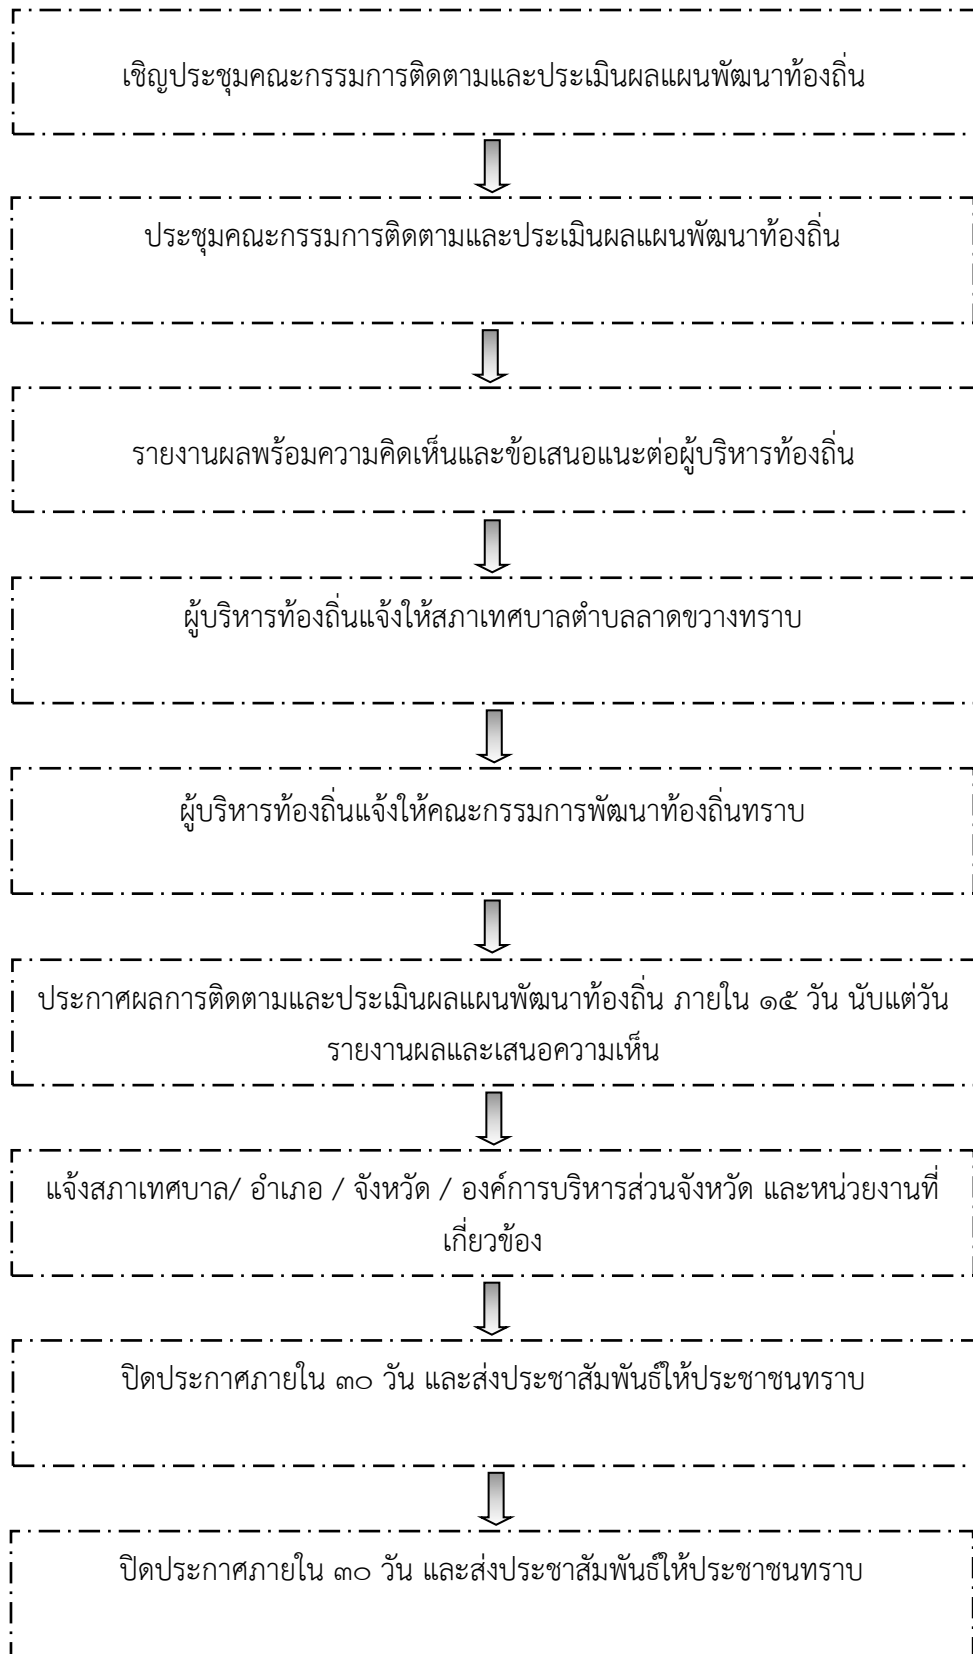 เชิญประชุมคณะกรรมการติดตามและประเมินผลแผนพัฒนาท้องถิ่น
ประชุมคณะกรรมการติดตามและประเมินผลแผนพัฒนาท้องถิ่น
รายงานผลพร้อมความคิดเห็นและข้อเสนอแนะต่อผู้บริหารท้องถิ่น
ผู้บริหารท้องถิ่นแจ้งให้สภาเทศบาลตำบลลาดขวางทราบ
ผู้บริหารท้องถิ่นแจ้งให้คณะกรรมการพัฒนาท้องถิ่นทราบ
ประกาศผลการติดตามและประเมินผลแผนพัฒนาท้องถิ่น ภายใน ๑๕ วัน นับแต่วัน
รายงานผลและเสนอความเห็น
แจ้งสภาเทศบาล/ อำเภอ / จังหวัด / องค์การบริหารส่วนจังหวัด และหน่วยงานที่
เกี่ยวข้อง
ปิดประกาศภายใน ๓๐ วัน และส่งประชาสัมพันธ์ให้ประชาชนทราบ
ปิดประกาศภายใน ๓๐ วัน และส่งประชาสัมพันธ์ให้ประชาชนทราบ